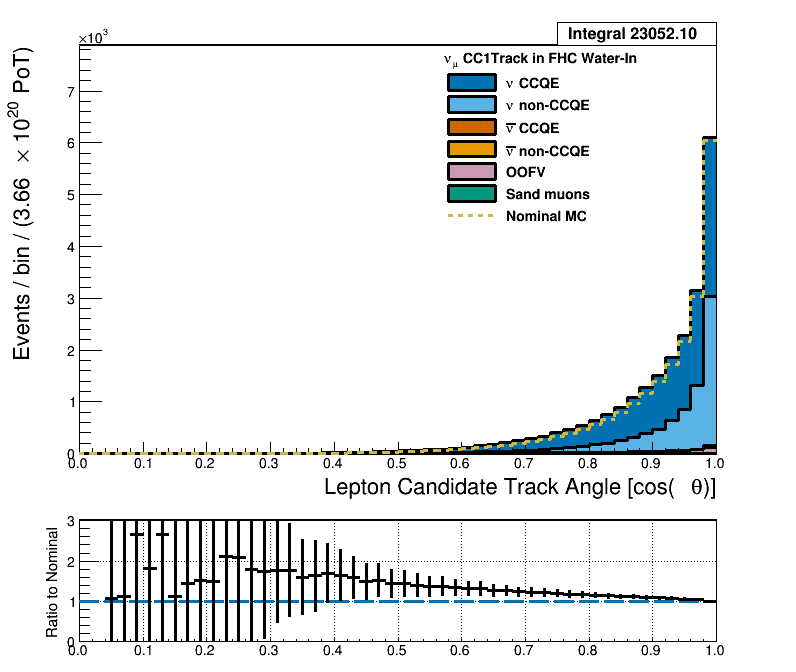 Integral 23052.10
×10³
ν μ CC1Track in FHC Water-In
ν CCQE
ν non-CCQE
ν̅ CCQE
ν̅ non-CCQE
OOFV
Sand muons
Nominal MC
Events / bin / (3.66 × 10²⁰ PoT)
7
6
5
4
3
2
1
0
0.0 0.1 0.2 0.3 0.4 0.5 0.6 0.7 0.8 0.9 1.0
Lepton Candidate Track Angle [cos( θ)]
Ratio to Nominal
3
2
1
0
0.0 0.1 0.2 0.3 0.4 0.5 0.6 0.7 0.8 0.9 1.0